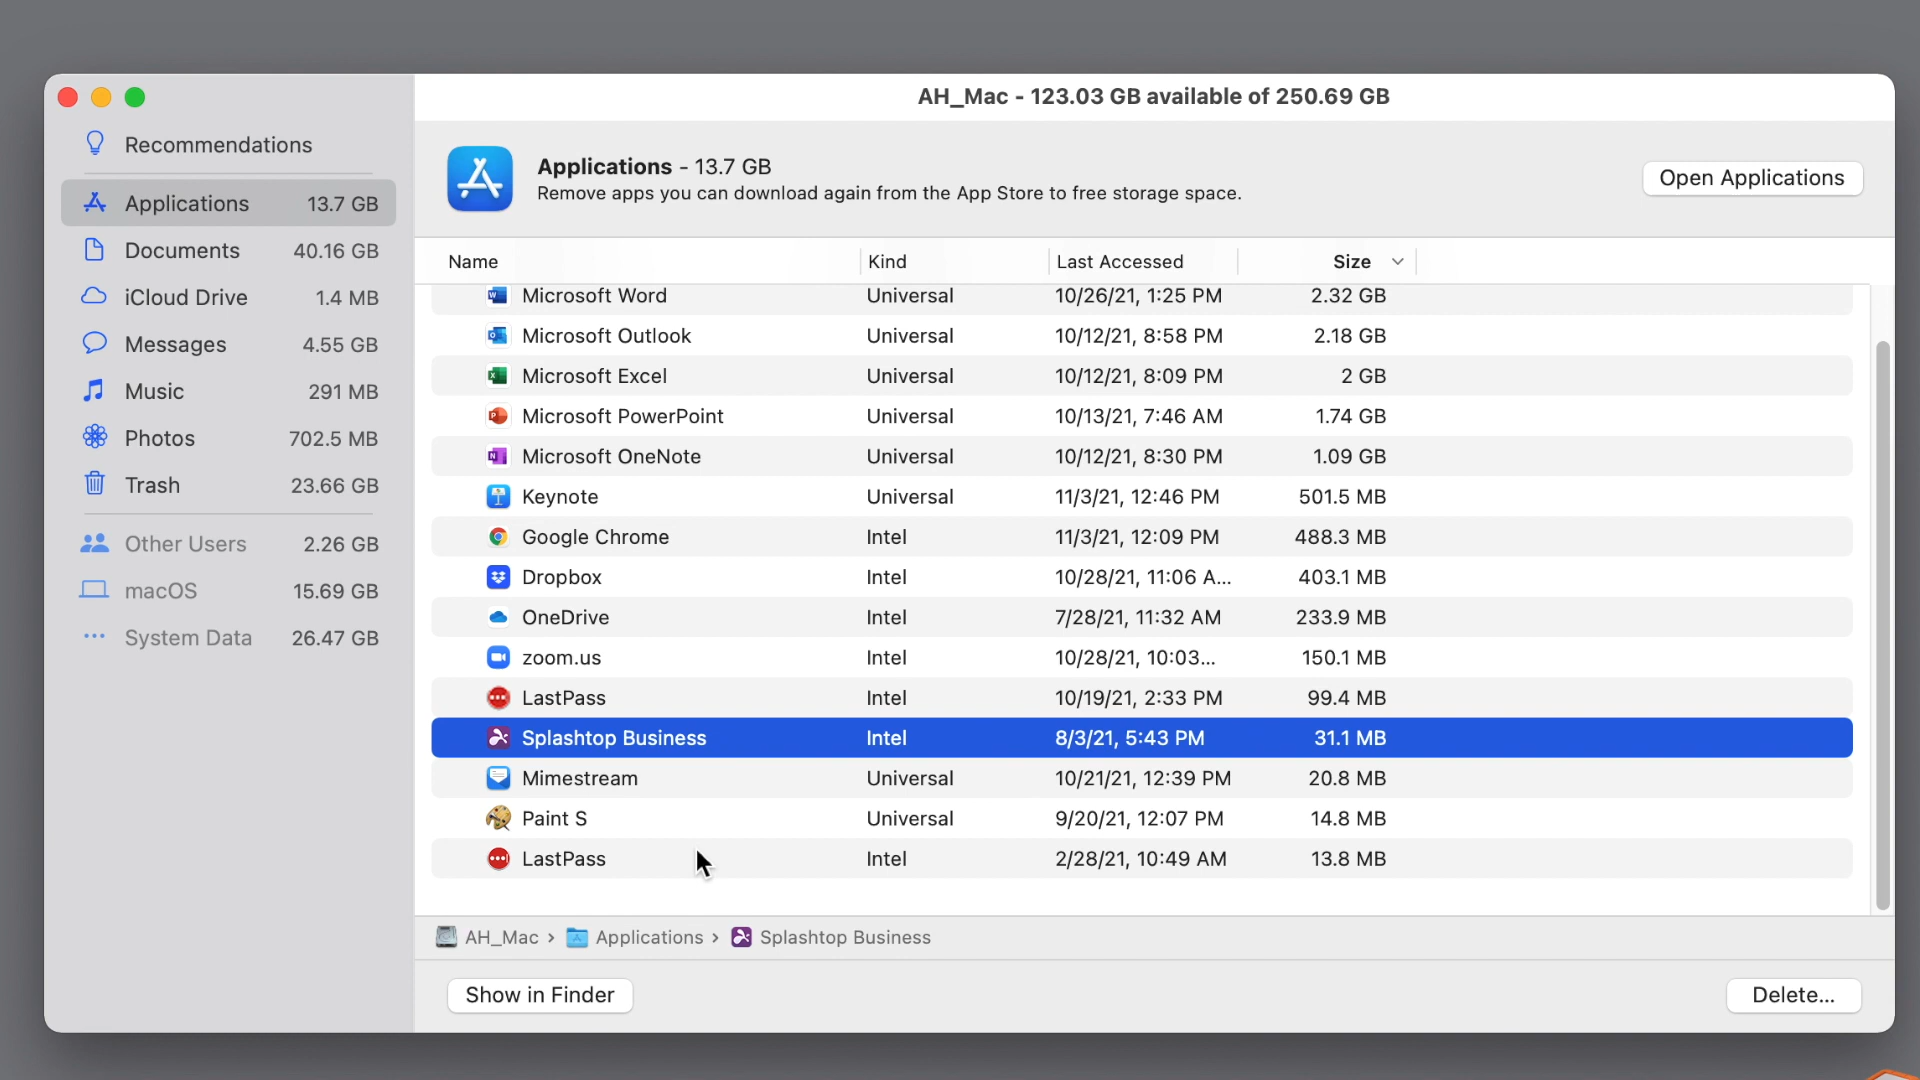 AH_Mac - 123.03 GB available of 250.69 GB
Recommendations
Applications 13.7 GB
Documents 40.16 GB
iCloud Drive 1.4 MB
Messages 4.55 GB
Music 291 MB
Photos 702.5 MB
Trash 23.66 GB
Other Users 2.26 GB
macOS 15.69 GB
System Data 26.47 GB
Applications - 13.7 GB
Remove apps you can download again from the App Store to free storage space.
Open Applications
Name Kind Last Accessed Size
Microsoft Word Universal 10/26/21, 1:25 PM 2.32 GB
Microsoft Outlook Universal 10/12/21, 8:58 PM 2.18 GB
Microsoft Excel Universal 10/12/21, 8:09 PM 2 GB
Microsoft PowerPoint Universal 10/13/21, 7:46 AM 1.74 GB
Microsoft OneNote Universal 10/12/21, 8:30 PM 1.09 GB
Keynote Universal 11/3/21, 12:46 PM 501.5 MB
Google Chrome Intel 11/3/21, 12:09 PM 488.3 MB
Dropbox Intel 10/28/21, 11:06 A... 403.1 MB
OneDrive Intel 7/28/21, 11:32 AM 233.9 MB
zoom.us Intel 10/28/21, 10:03... 150.1 MB
LastPass Intel 10/19/21, 2:33 PM 99.4 MB
Splashtop Business Intel 8/3/21, 5:43 PM 31.1 MB
Mimestream Universal 10/21/21, 12:39 PM 20.8 MB
Paint S Universal 9/20/21, 12:07 PM 14.8 MB
LastPass Intel 2/28/21, 10:49 AM 13.8 MB
AH_Mac › Applications › Splashtop Business
Show in Finder
Delete...